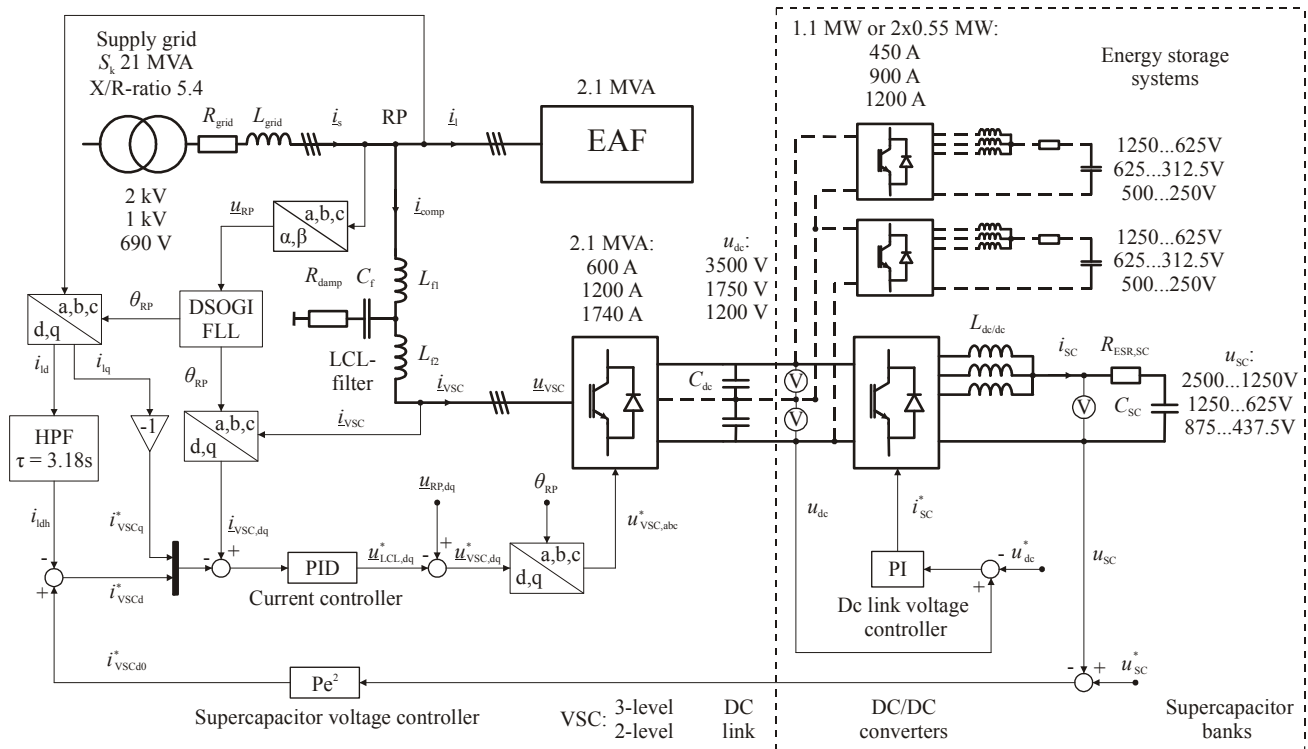 Supply grid
S_k 21 MVA
X/R-ratio 5.4
R_grid
L_grid
i_s
RP
i_l
2.1 MVA
EAF
2 kV
1 kV
690 V
u_RP
a,b,c
α,β
i_comp
R_damp
C_f
L_f1
LCL-
filter
L_f2
a,b,c
d,q
θ_RP
DSOGI
FLL
i_ld
i_lq
θ_RP
HPF
τ = 3.18s
-1
a,b,c
d,q
i_VSC
i_VSC
u_VSC
2.1 MVA:
600 A
1200 A
1740 A
u_dc:
3500 V
1750 V
1200 V
C_dc
V
V
1.1 MW or 2x0.55 MW:
450 A
900 A
1200 A
Energy storage
systems
1250...625V
625...312.5V
500...250V
1250...625V
625...312.5V
500...250V
L_dc/dc
i_SC
R_ESR,SC
V
C_SC
u_SC:
2500...1250V
1250...625V
875...437.5V
i_ldh
i*_VSCq
i_VSC,dq
u_RP,dq
θ_RP
u*_VSC,abc
u_dc
i*_SC
u_SC
-
+
i*_VSCd
-
+
PID
Current controller
u*_LCL,dq
-
+
u*_VSC,dq
a,b,c
d,q
PI
Dc link voltage
controller
-
+
u*_dc
i*_VSCd0
Pe²
Supercapacitor voltage controller
-
+
u*_SC
VSC:
3-level
2-level
DC
link
DC/DC
converters
Supercapacitor
banks